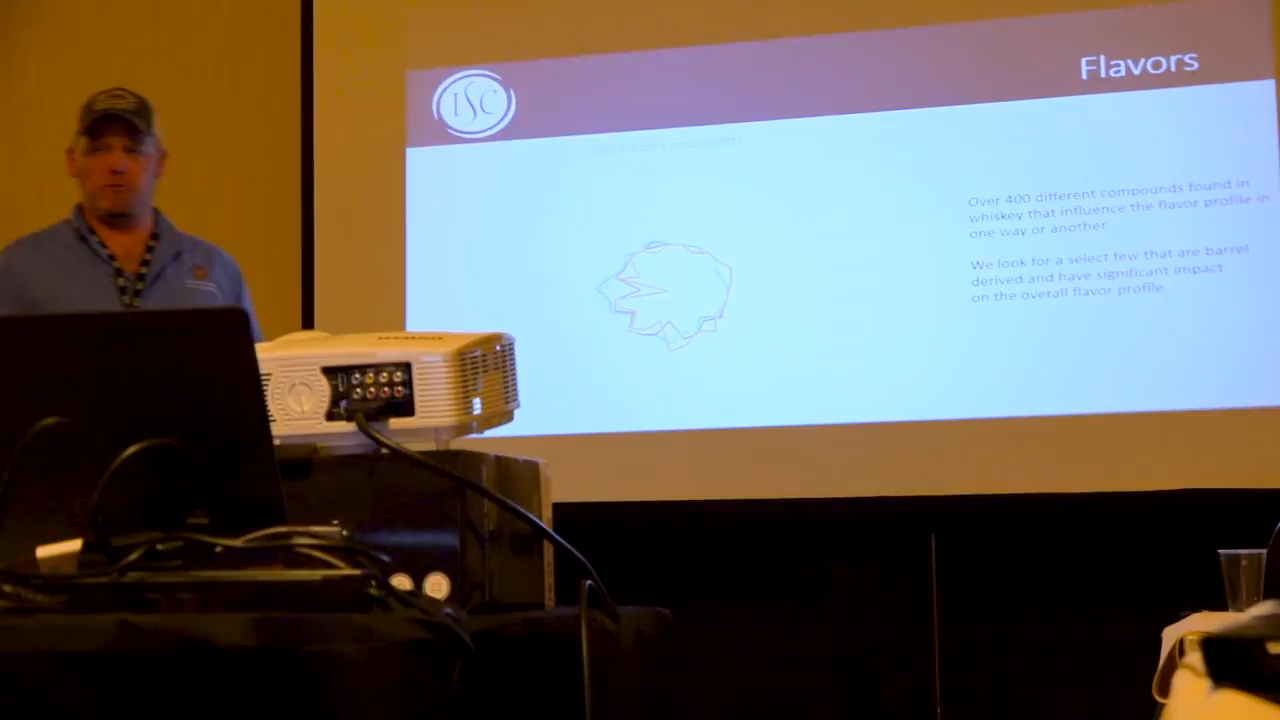 ISC
Flavors
Over 400 different compounds found in
whiskey that influence the flavor profile in
one way or another.
We look for a select few that are barrel
derived and have significant impact
on the overall flavor profile.